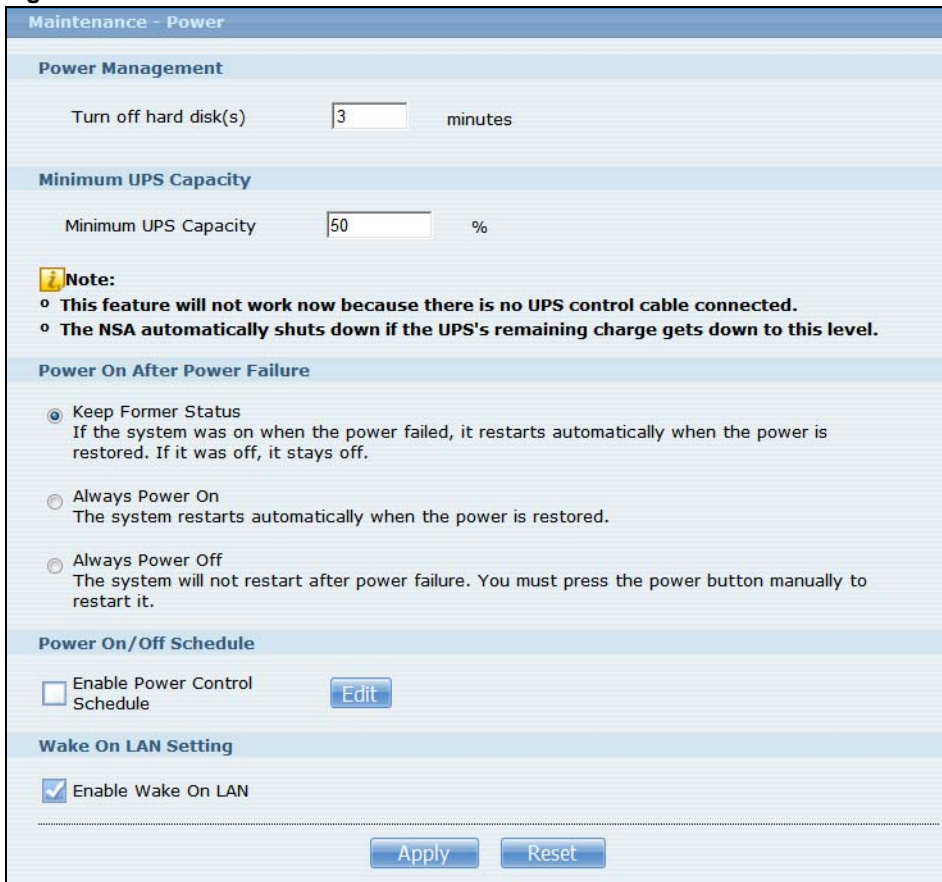 Maintenance - Power
Power Management
Turn off hard disk(s) 3 minutes
Minimum UPS Capacity
Minimum UPS Capacity 50 %
Note:
º This feature will not work now because there is no UPS control cable connected.
º The NSA automatically shuts down if the UPS's remaining charge gets down to this level.
Power On After Power Failure
Keep Former Status
If the system was on when the power failed, it restarts automatically when the power is
restored. If it was off, it stays off.
Always Power On
The system restarts automatically when the power is restored.
Always Power Off
The system will not restart after power failure. You must press the power button manually to
restart it.
Power On/Off Schedule
Enable Power Control
Schedule
Edit
Wake On LAN Setting
Enable Wake On LAN
Apply Reset